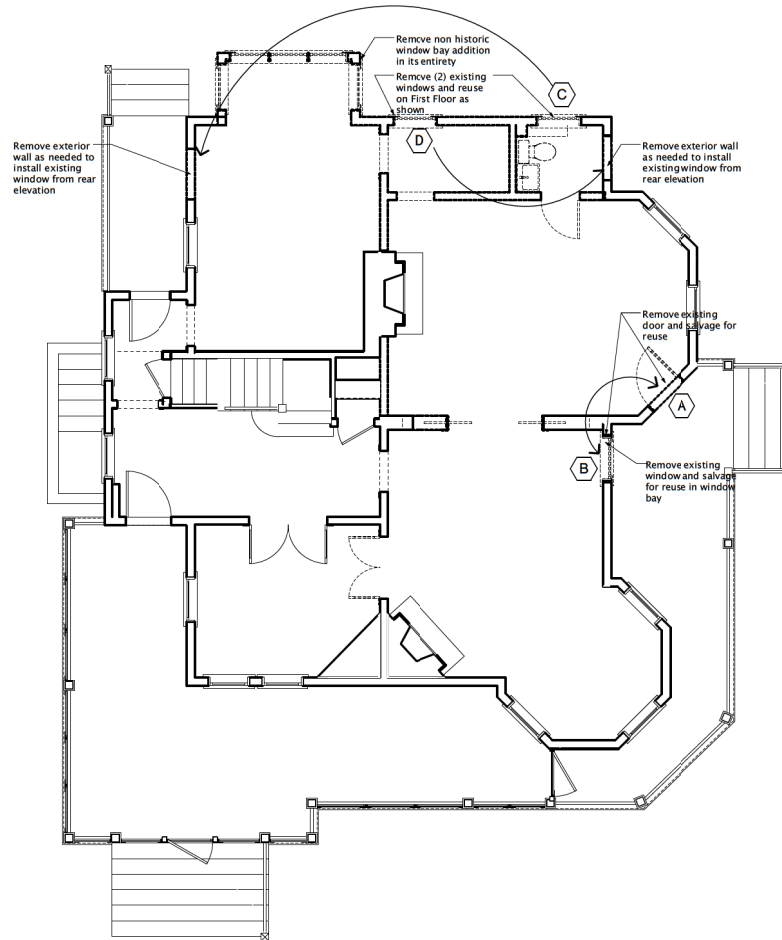 Remove non historic
window bay addition
in its entirety
Remove (2) existing
windows and reuse
on First Floor as
shown
C
D
Remove exterior
wall as needed to
install existing
window from rear
elevation
Remove exterior wall
as needed to install
existing window from
rear elevation
Remove existing
door and salvage for
reuse
A
B
Remove existing
window and salvage
for reuse in window
bay